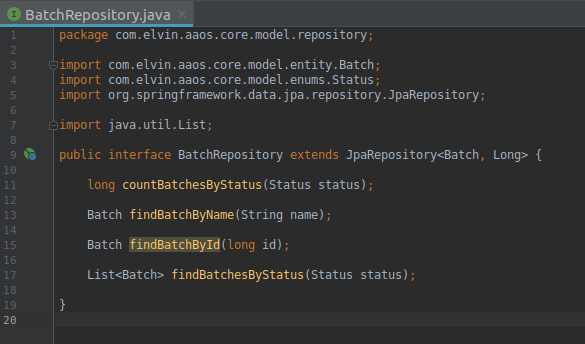 BatchRepository.java
1 package com.elvin.aaos.core.model.repository;
2
3 import com.elvin.aaos.core.model.entity.Batch;
4 import com.elvin.aaos.core.model.enums.Status;
5 import org.springframework.data.jpa.repository.JpaRepository;
6
7 import java.util.List;
8
9 public interface BatchRepository extends JpaRepository<Batch, Long> {
10
11 long countBatchesByStatus(Status status);
12
13 Batch findBatchByName(String name);
14
15 Batch findBatchById(long id);
16
17 List<Batch> findBatchesByStatus(Status status);
18
19 }
20